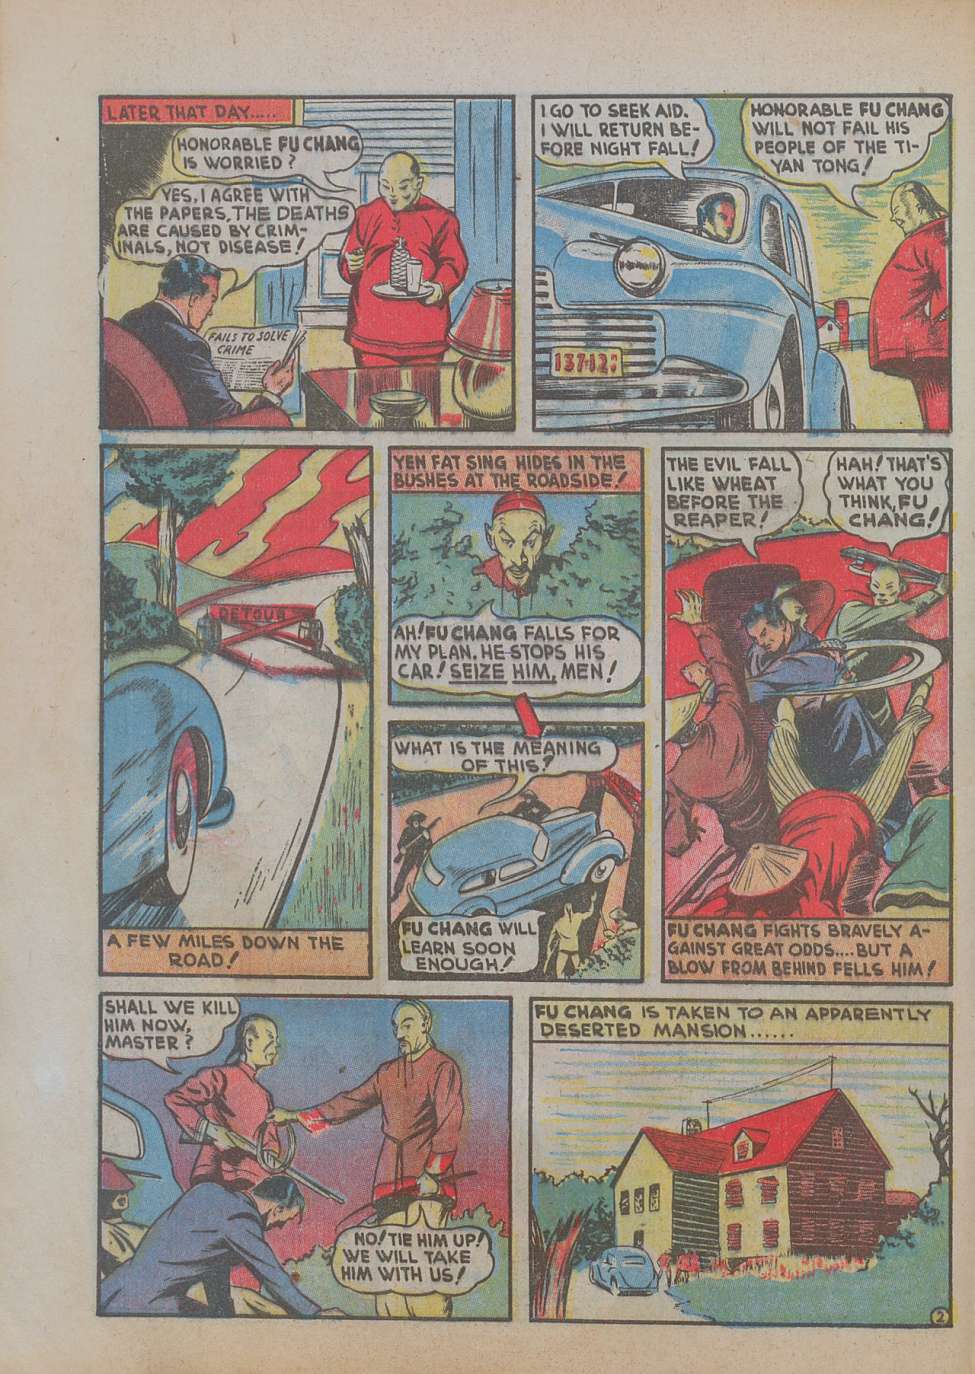 LATER THAT DAY.....
HONORABLE FU CHANG
IS WORRIED?
YES, I AGREE WITH
THE PAPERS, THE DEATHS
ARE CAUSED BY CRIM-
INALS, NOT DISEASE!
FAILS TO SOLVE
CRIME
I GO TO SEEK AID.
I WILL RETURN BE-
FORE NIGHT FALL!
HONORABLE FU CHANG
WILL NOT FAIL HIS
PEOPLE OF THE TI-
YAN TONG!
DETOUR
A FEW MILES DOWN THE
ROAD!
YEN FAT SING HIDES IN THE
BUSHES AT THE ROADSIDE!
AH! FU CHANG FALLS FOR
MY PLAN. HE STOPS HIS
CAR! SEIZE HIM, MEN!
WHAT IS THE MEANING
OF THIS?
FU CHANG WILL
LEARN SOON
ENOUGH!
THE EVIL FALL
LIKE WHEAT
BEFORE THE
REAPER!
HAH! THAT'S
WHAT YOU
THINK, FU
CHANG!
FU CHANG FIGHTS BRAVELY A-
GAINST GREAT ODDS....BUT A
BLOW FROM BEHIND FELLS HIM!
SHALL WE KILL
HIM NOW,
MASTER?
NO! TIE HIM UP!
WE WILL TAKE
HIM WITH US!
FU CHANG IS TAKEN TO AN APPARENTLY
DESERTED MANSION......
2